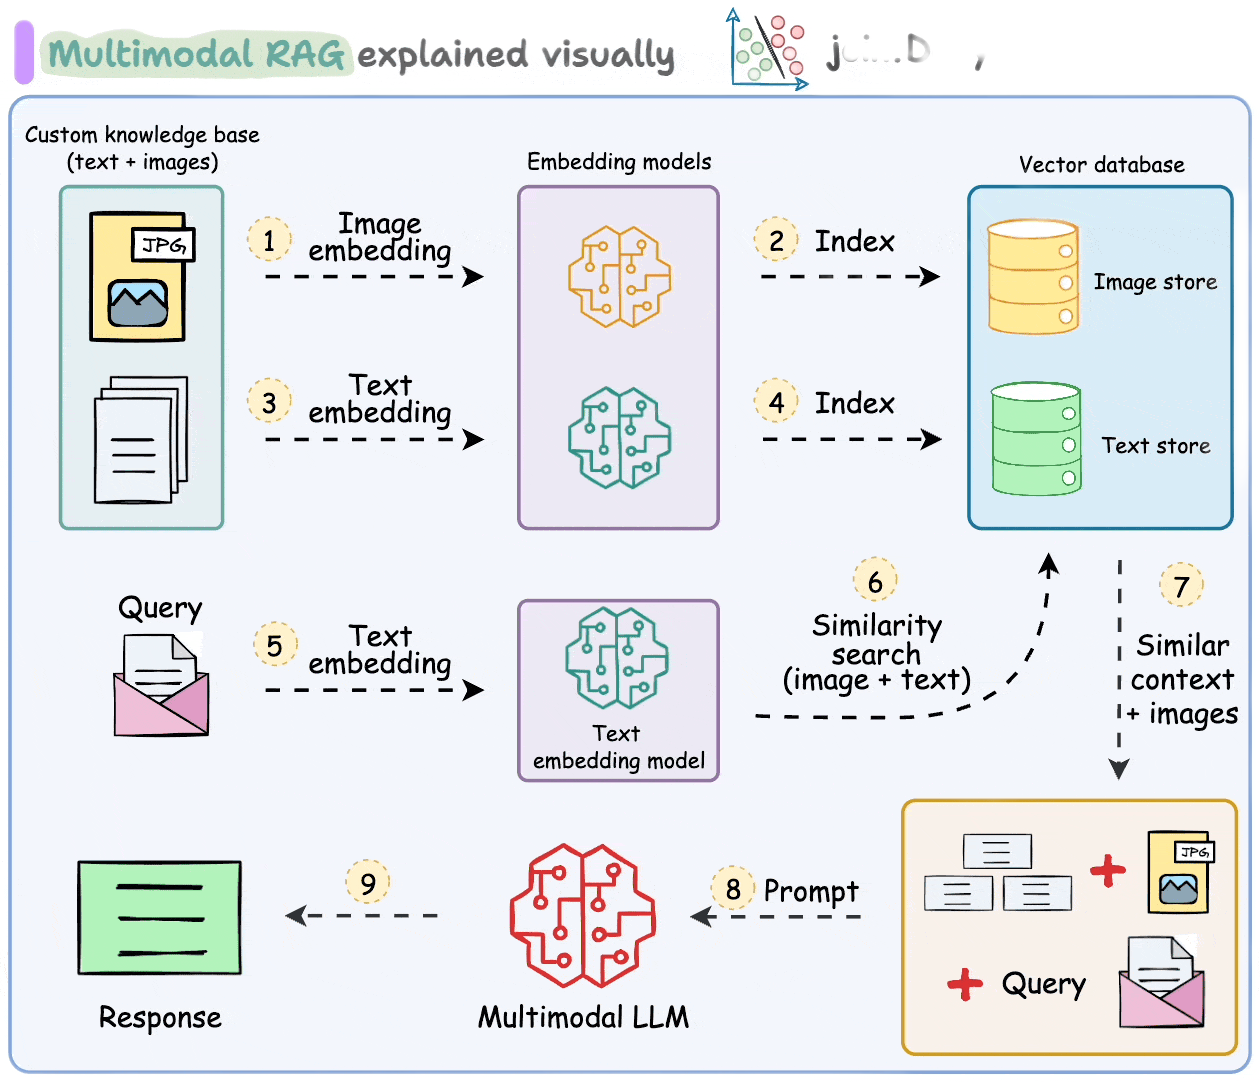 Multimodal RAG explained visually
Custom knowledge base
(text + images)
Embedding models
Vector database
JPG
1
Image
embedding
2
Index
Image store
3
Text
embedding
4
Index
Text store
Query
5
Text
embedding
Text
embedding model
6
Similarity
search
(image + text)
7
Similar
context
+ images
JPG
+
+ Query
8 Prompt
Multimodal LLM
9
Response